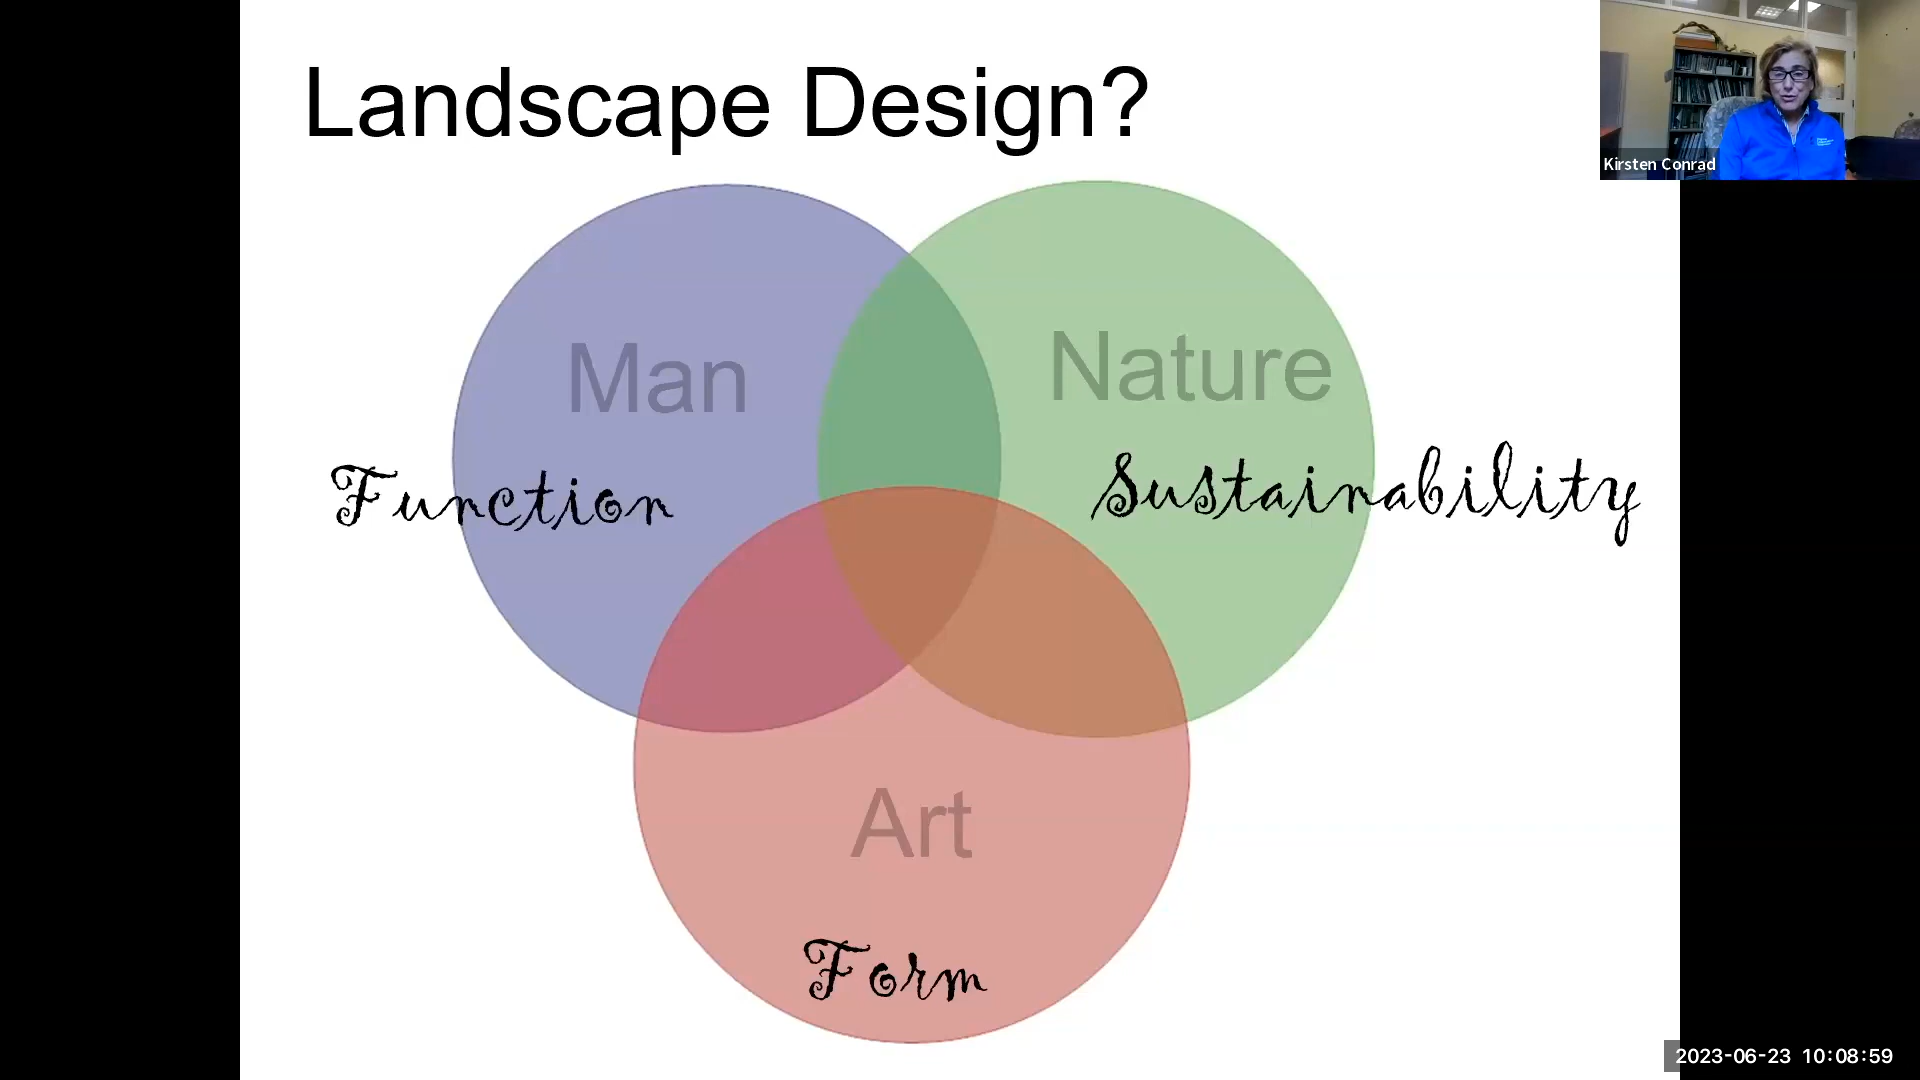 Landscape Design?
Kirsten Conrad
Man
Nature
Function
Sustainability
Art
Form
2023-06-23 10:08:59